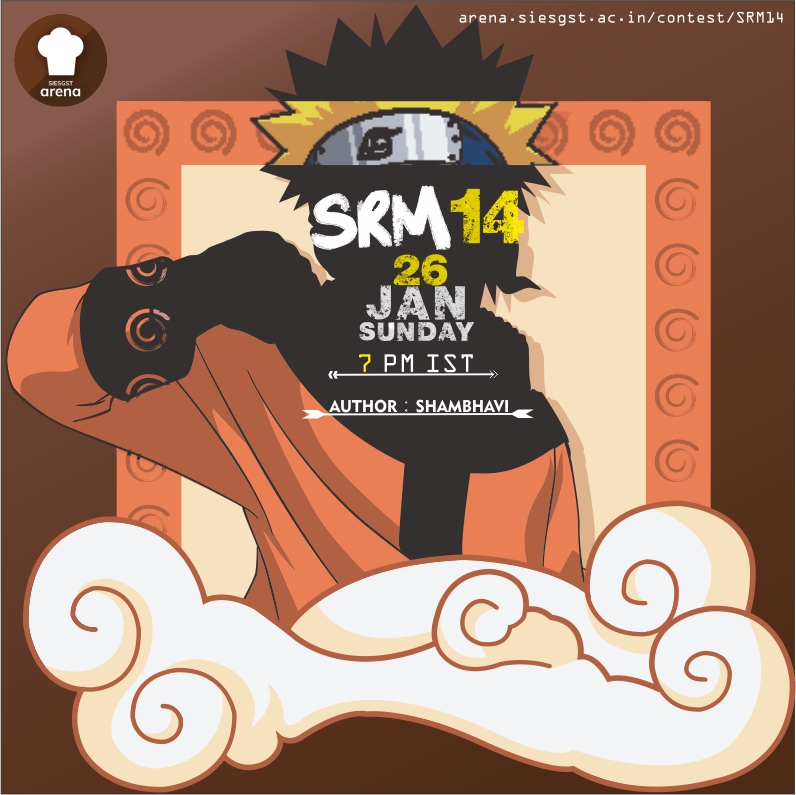 arena.siesgst.ac.in/contest/SRM14
SIESGST
arena
SRM14
26
JAN
SUNDAY
7 PM IST
AUTHOR : SHAMBHAVI